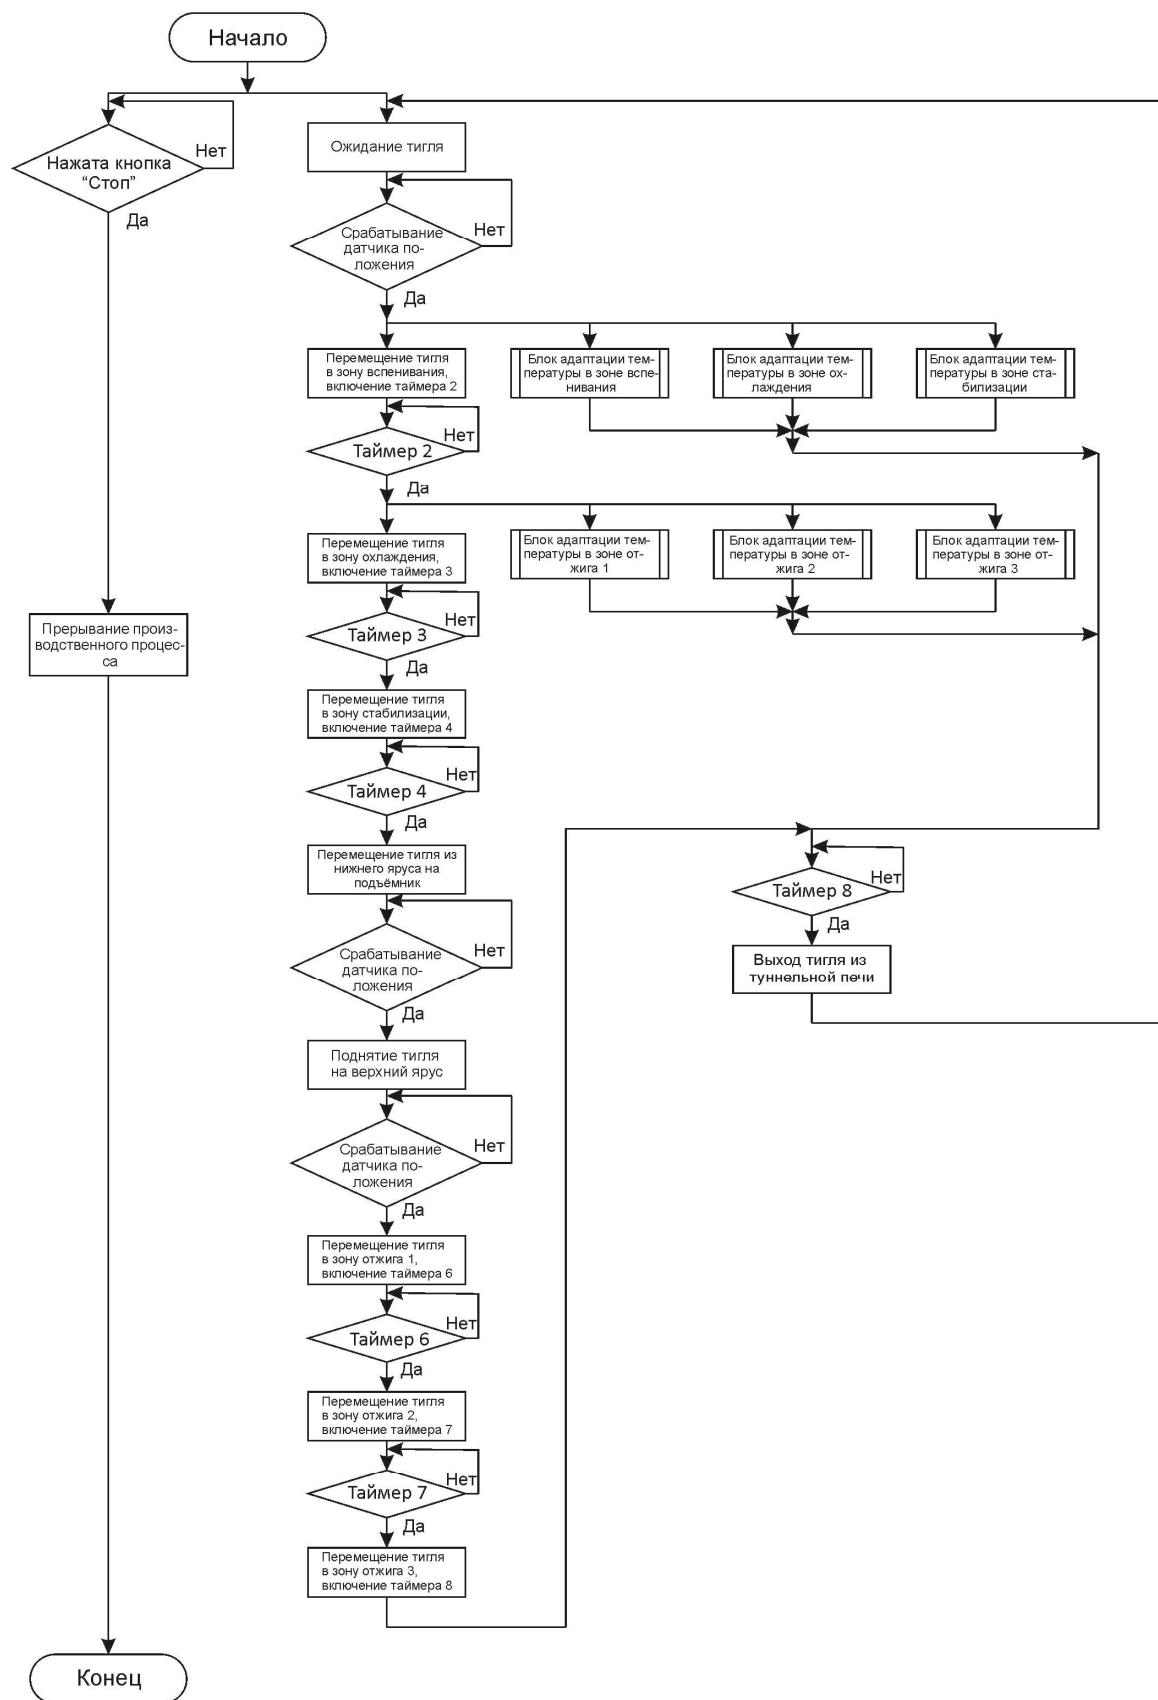 Начало
Нажата кнопка
“Стоп”
Нет
Да
Прерывание произ-
водственного процес-
са
Конец
Ожидание тигля
Срабатывание
датчика по-
ложения
Нет
Да
Перемещение тигля
в зону вспенивания,
включение таймера 2
Блок адаптации тем-
пературы в зоне вспе-
нивания
Блок адаптации тем-
пературы в зоне ох-
лаждения
Блок адаптации тем-
пературы в зоне ста-
билизации
Таймер 2
Нет
Да
Перемещение тигля
в зону охлаждения,
включение таймера 3
Блок адаптации тем-
пературы в зоне от-
жига 1
Блок адаптации тем-
пературы в зоне от-
жига 2
Блок адаптации тем-
пературы в зоне от-
жига 3
Таймер 3
Нет
Да
Перемещение тигля
в зону стабилизации,
включение таймера 4
Таймер 4
Нет
Да
Перемещение тигля из
нижнего яруса на
подъёмник
Срабатывание
датчика по-
ложения
Нет
Да
Поднятие тигля
на верхний ярус
Срабатывание
датчика по-
ложения
Нет
Да
Перемещение тигля
в зону отжига 1,
включение таймера 6
Таймер 6
Нет
Да
Перемещение тигля
в зону отжига 2,
включение таймера 7
Таймер 7
Нет
Да
Перемещение тигля
в зону отжига 3,
включение таймера 8
Таймер 8
Нет
Да
Выход тигля из
туннельной печи